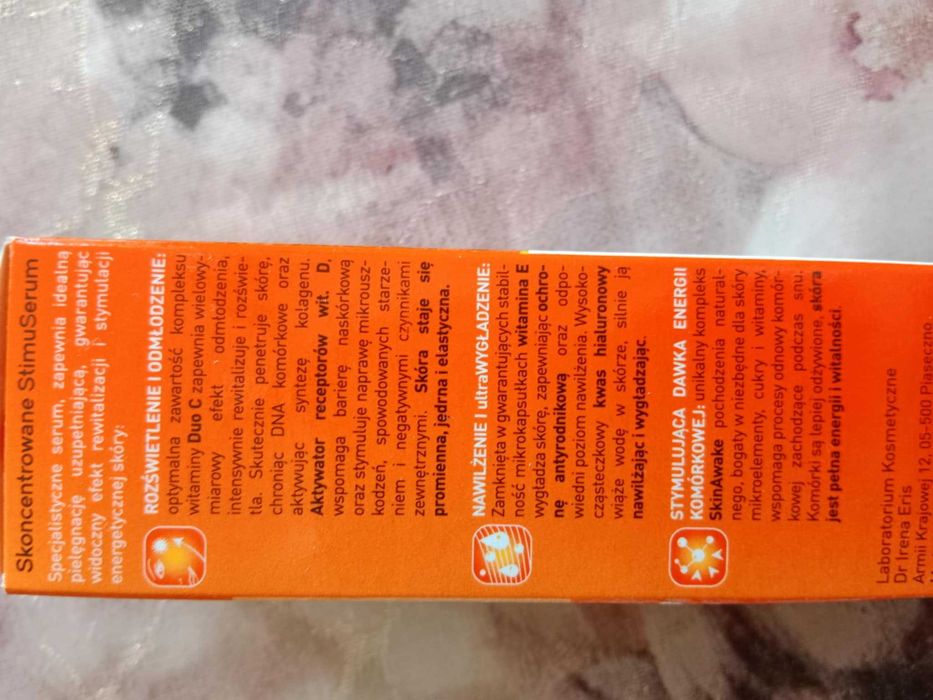 Skoncentrowane StimuSerum
Specjalistyczne serum, zapewnia idealną
pielęgnację uzupełniającą, gwarantując
widoczny efekt rewitalizacji i stymulacji
energetycznej skóry:
ROZŚWIETLENIE I ODMŁODZENIE:
optymalna zawartość kompleksu
witaminy Duo C zapewnia wielowy-
miarowy efekt odmłodzenia,
intensywnie rewitalizuje i rozświe-
tla. Skutecznie penetruje skórę,
chroniąc DNA komórkowe oraz
aktywując syntezę kolagenu.
Aktywator receptorów wit. D,
wspomaga barierę naskórkową
oraz stymuluje naprawę mikrousz-
kodzeń, spowodowanych starze-
niem i negatywnymi czynnikami
zewnętrznymi. Skóra staje się
promienna, jędrna i elastyczna.
NAWILŻENIE I ultraWYGŁADZENIE:
Zamknięta w gwarantujących stabil-
ność mikrokapsułkach witamina E
wygładza skórę, zapewniając ochro-
nę antyrodnikową oraz odpo-
wiedni poziom nawilżenia. Wysoko-
cząsteczkowy kwas hialuronowy
wiąże wodę w skórze, silnie ją
nawilżając i wygładzając.
STYMULUJĄCA DAWKA ENERGII
KOMÓRKOWEJ: unikalny kompleks
SkinAwake pochodzenia natural-
nego, bogaty w niezbędne dla skóry
mikroelementy, cukry i witaminy,
wspomaga procesy odnowy komór-
kowej zachodzące podczas snu.
Komórki są lepiej odżywione, skóra
jest pełna energii i witalności.
Laboratorium Kosmetyczne
Dr Irena Eris
Armii Krajowej 12, 05-500 Piaseczno